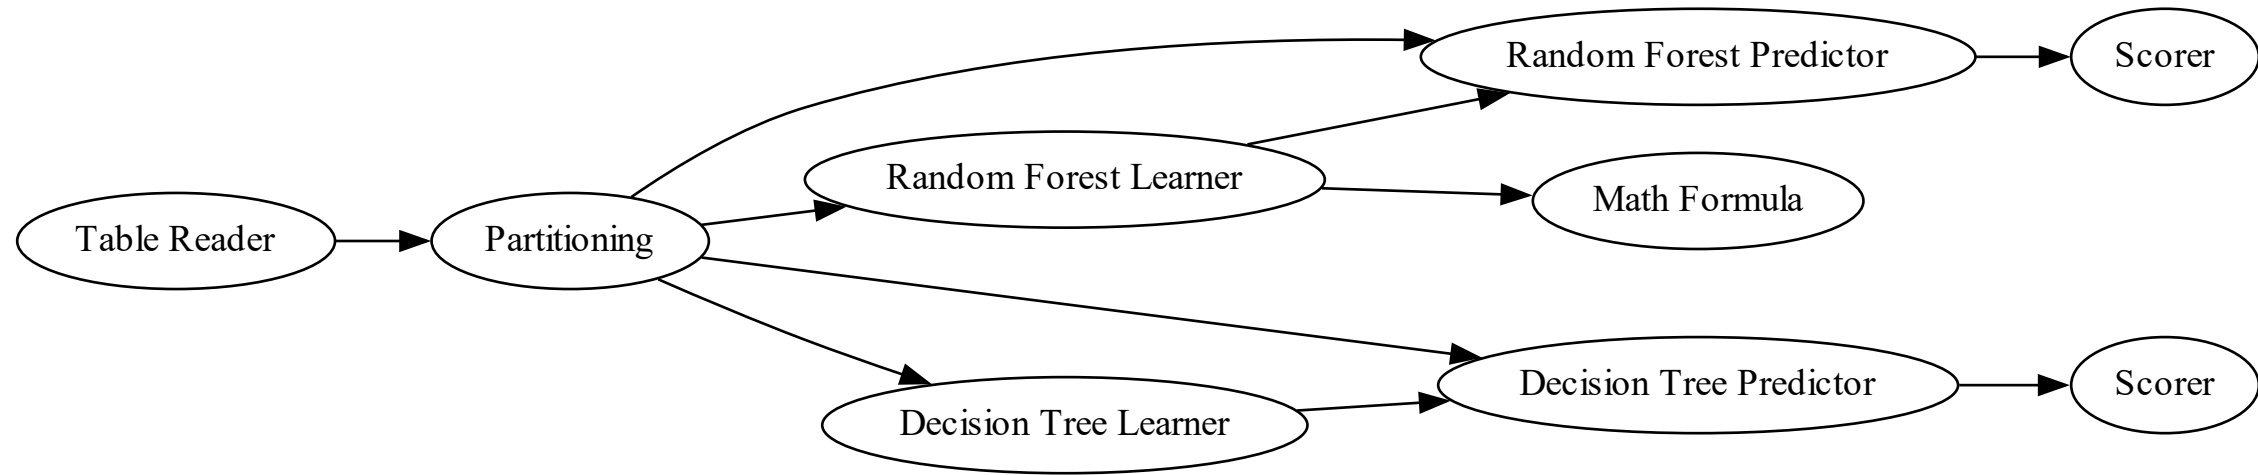 Random Forest Predictor
Scorer
Random Forest Learner
Math Formula
Table Reader
Partitioning
Decision Tree Predictor
Scorer
Decision Tree Learner